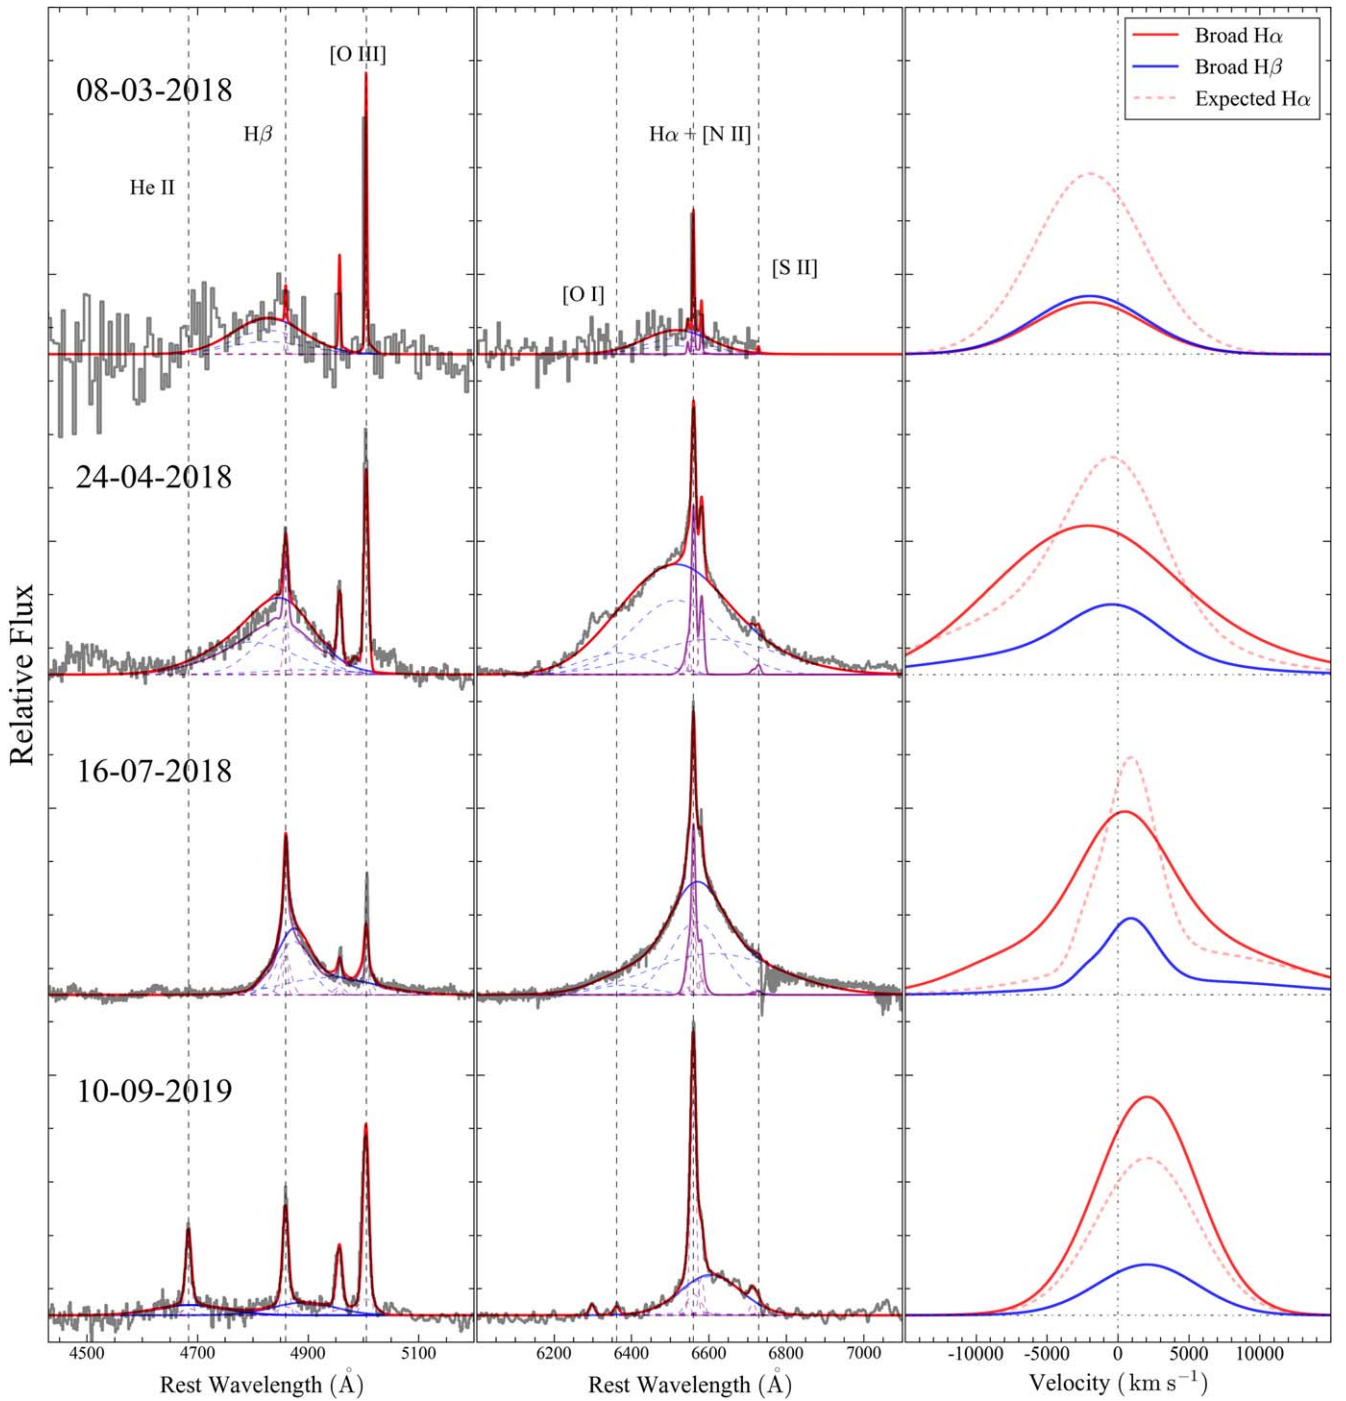 08-03-2018
He II
Hβ
[O III]
Hα + [N II]
[O I]
[S II]
Broad Hα
Broad Hβ
Expected Hα
24-04-2018
16-07-2018
10-09-2019
Relative Flux
4500 4700 4900 5100
6200 6400 6600 6800 7000
-10000 -5000 0 5000 10000
Rest Wavelength (Å)
Rest Wavelength (Å)
Velocity ( km s⁻¹)